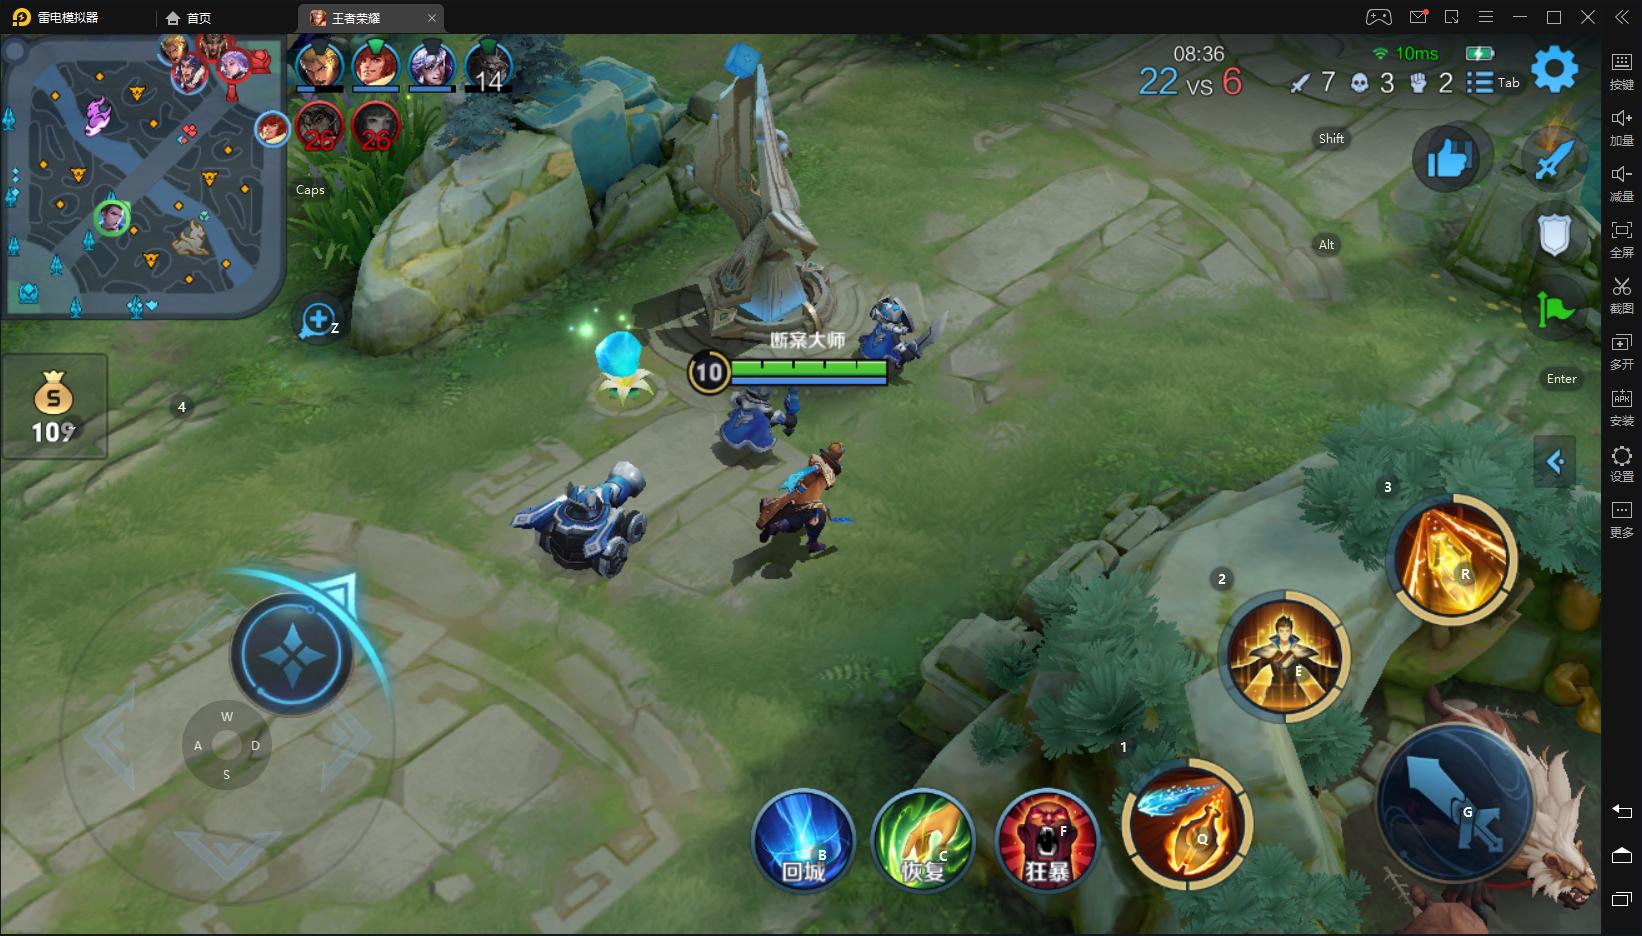 雷电模拟器
首页
王者荣耀
14
26
26
Caps
08:36
22 vs 6
10ms
7
3
2
Tab
Shift
Alt
Enter
Z
S
109
4
断案大师
10
3
R
2
E
1
Q
G
W
A
D
S
B
回城
C
恢复
F
狂暴
按键
加量
减量
全屏
截图
多开
APK
安装
设置
更多